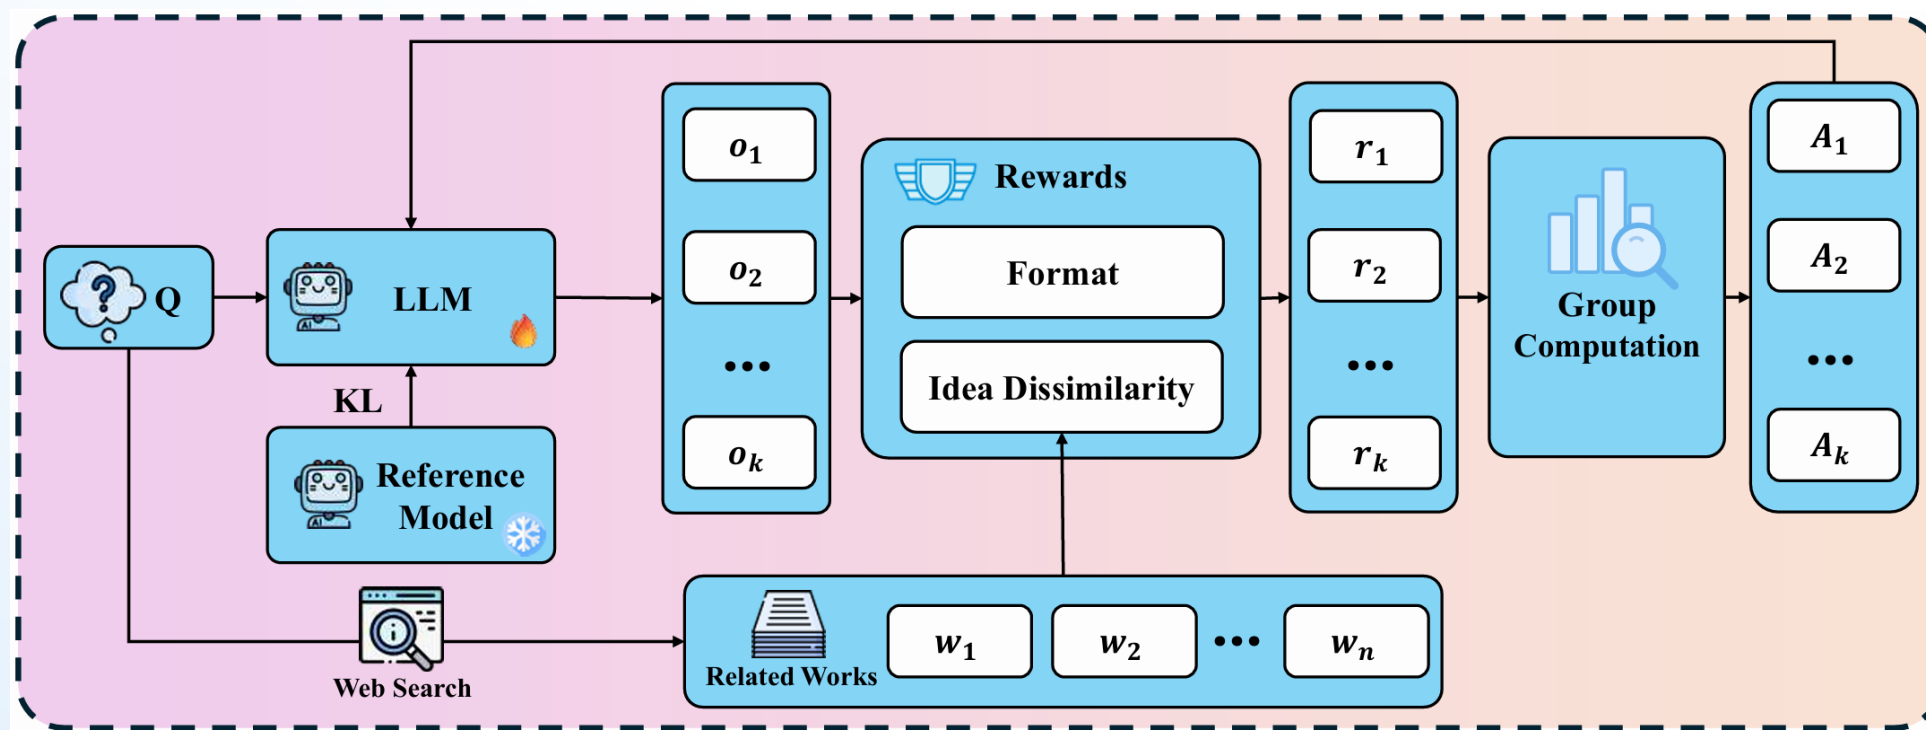 Q
LLM
KL
Reference
Model
Web Search
o1
o2
...
ok
Rewards
Format
Idea Dissimilarity
r1
r2
...
rk
Group
Computation
A1
A2
...
Ak
Related Works
w1 w2 ... wn